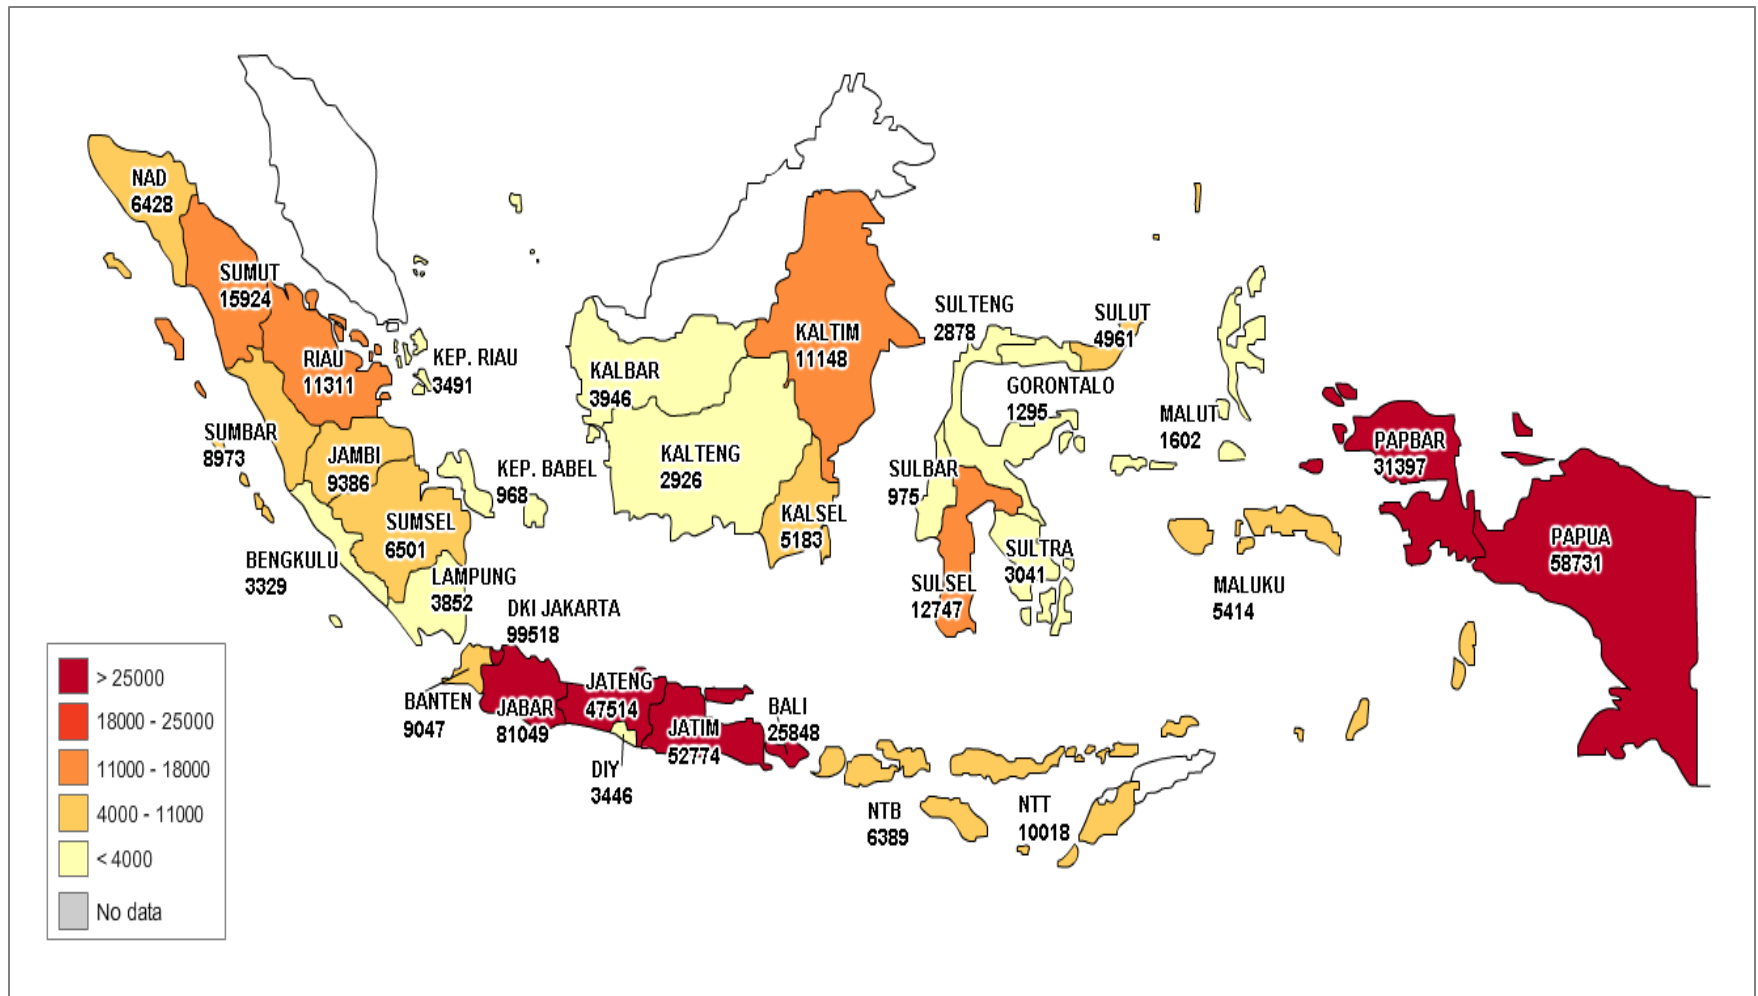 NAD
6428
SUMUT
15924
RIAU
11311
KEP. RIAU
3491
SUMBAR
8973
JAMBI
9386
KEP. BABEL
968
SUMSEL
6501
BENGKULU
3329
LAMPUNG
3852
DKI JAKARTA
99518
BANTEN
9047
JABAR
81049
JATENG
47514
DIY
3446
JATIM
52774
BALI
25848
NTB
6389
NTT
10018
KALBAR
3946
KALTENG
2926
KALTIM
11148
KALSEL
5183
SULTENG
2878
SULUT
4961
GORONTALO
1295
SULBAR
975
SULSEL
12747
SULTRA
3041
MALUT
1602
MALUKU
5414
PAPBAR
31397
PAPUA
58731
> 25000
18000 - 25000
11000 - 18000
4000 - 11000
< 4000
No data